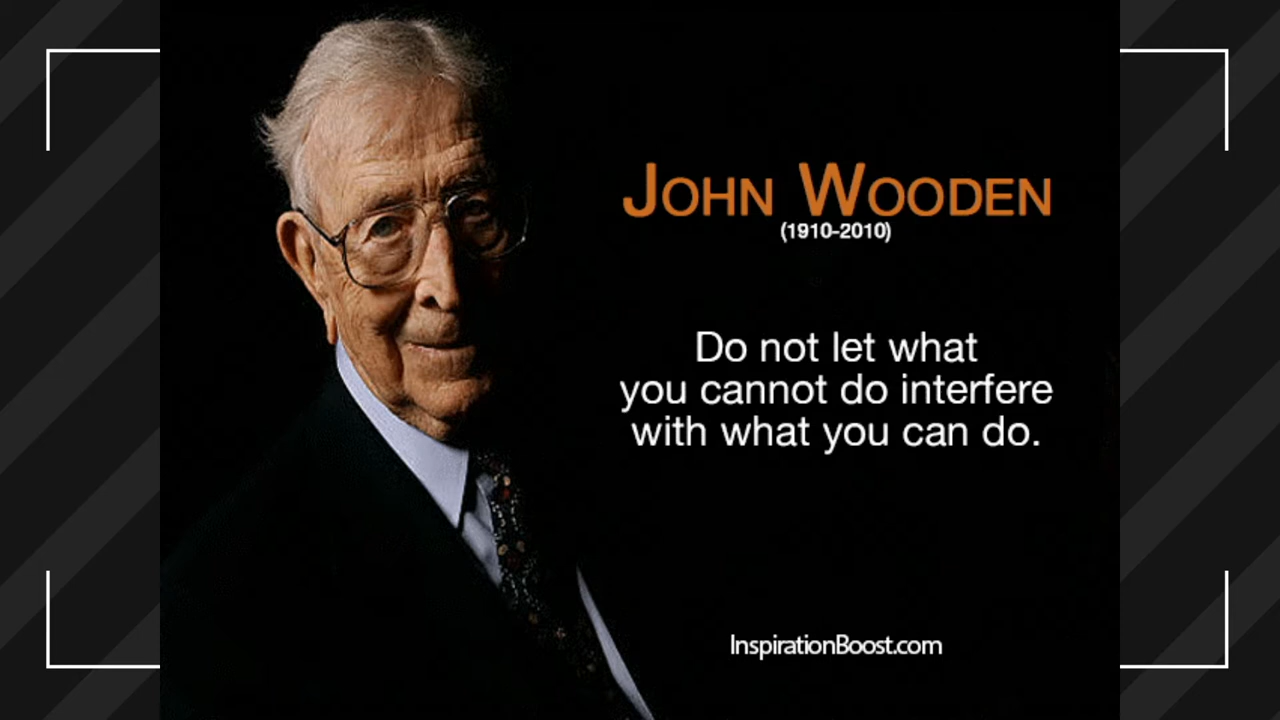 JOHN WOODEN
(1910-2010)
Do not let what
you cannot do interfere
with what you can do.
InspirationBoost.com